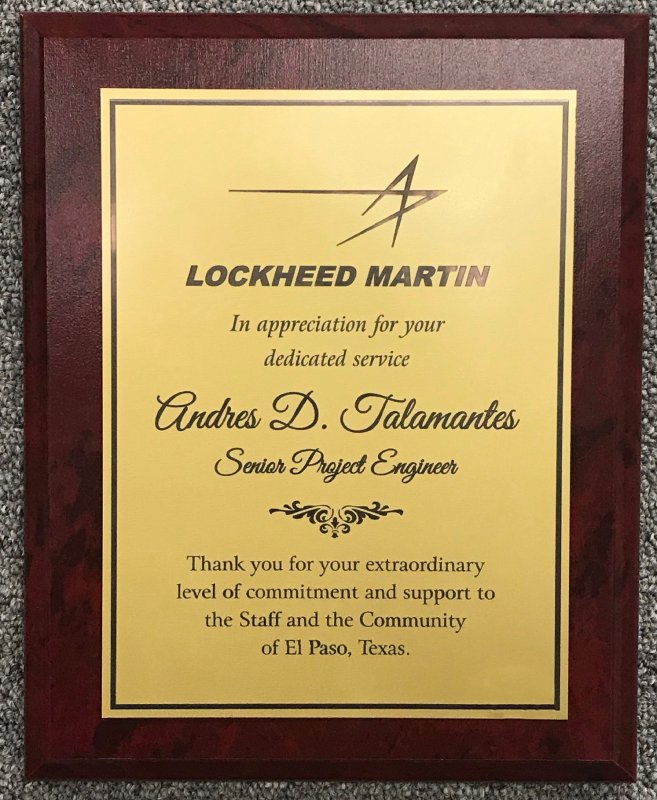 LOCKHEED MARTIN
In appreciation for your
dedicated service
Andres D. Talamantes
Senior Project Engineer
Thank you for your extraordinary
level of commitment and support to
the Staff and the Community
of El Paso, Texas.